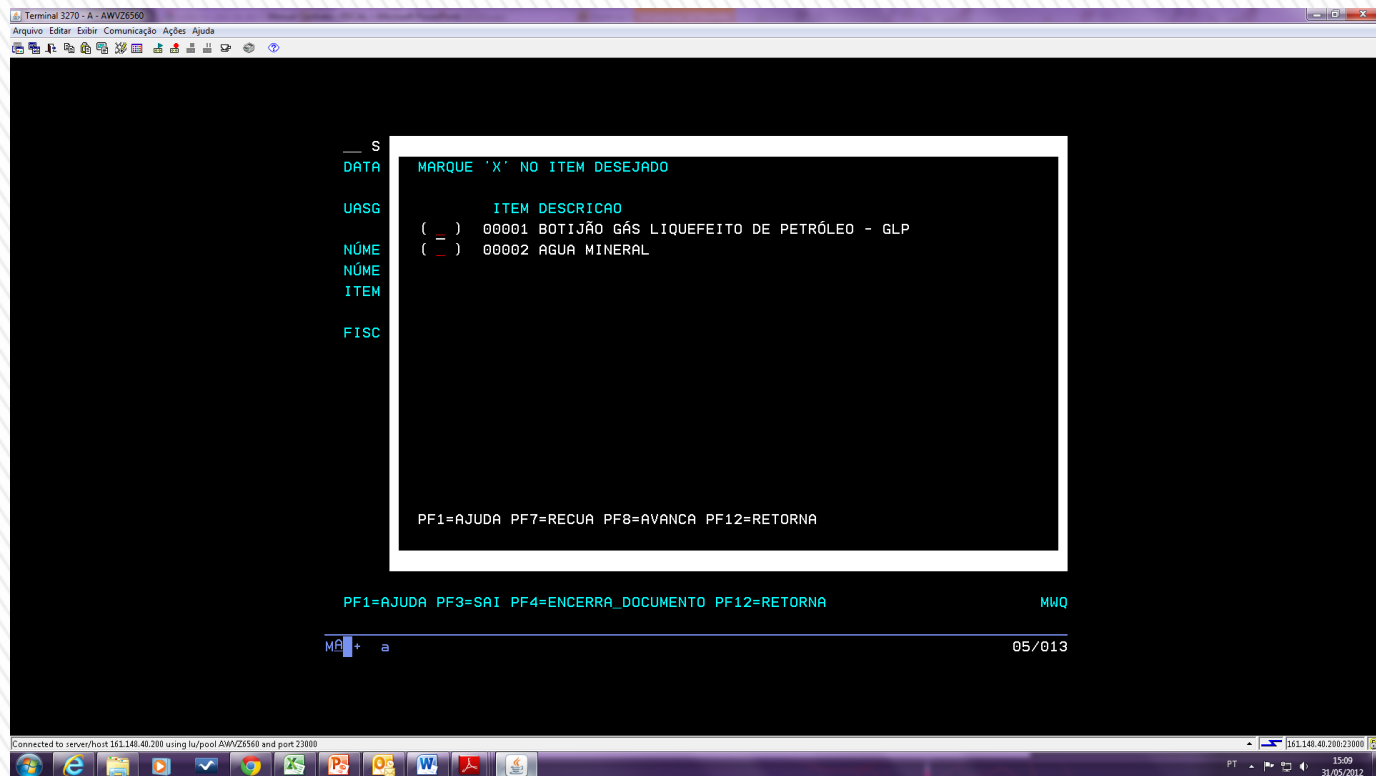 Terminal 3270 - A - AWVZ6560
Arquivo Editar Exibir Comunicação Ações Ajuda
__ S
DATA MARQUE 'X' NO ITEM DESEJADO
UASG ITEM DESCRICAO
( _ ) 00001 BOTIJÃO GÁS LIQUEFEITO DE PETRÓLEO - GLP
NÚME ( _ ) 00002 AGUA MINERAL
NÚME
ITEM
FISC
PF1=AJUDA PF7=RECUA PF8=AVANCA PF12=RETORNA
PF1=AJUDA PF3=SAI PF4=ENCERRA_DOCUMENTO PF12=RETORNA MWQ
MA + a 05/013
Connected to server/host 161.148.40.200 using lu/pool AWVZ6560 and port 23000 161.148.40.200:23000
PT 15:09
31/05/2012